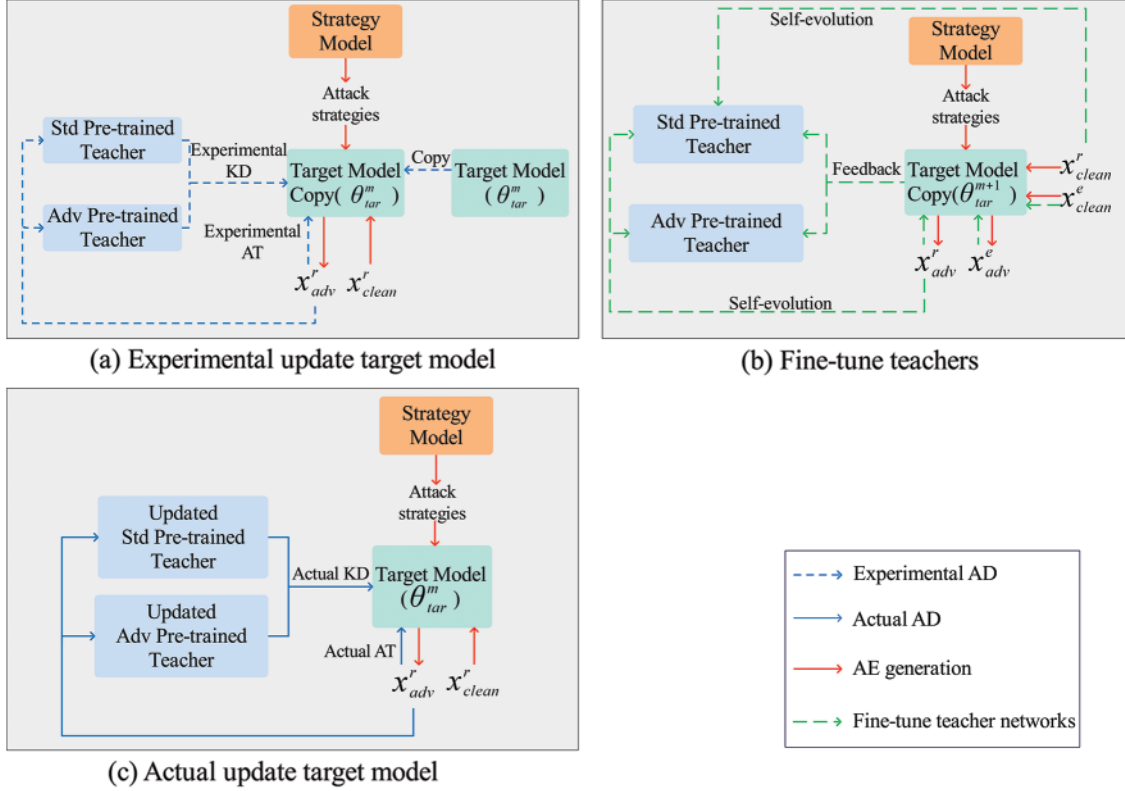 Strategy
Model
Attack
strategies
Std Pre-trained
Teacher
Adv Pre-trained
Teacher
Experimental
KD
Target Model
Copy( θ^m_tar )
Copy
Target Model
( θ^m_tar )
Experimental
AT
x^r_adv
x^r_clean
(a) Experimental update target model
Self-evolution
Strategy
Model
Attack
strategies
Std Pre-trained
Teacher
Adv Pre-trained
Teacher
Feedback
Target Model
Copy(θ^{m+1}_tar)
x^r_clean
x^e_clean
x^r_adv
x^e_adv
Self-evolution
(b) Fine-tune teachers
Strategy
Model
Attack
strategies
Updated
Std Pre-trained
Teacher
Updated
Adv Pre-trained
Teacher
Actual KD
Target Model
( θ^m_tar )
Actual AT
x^r_adv
x^r_clean
(c) Actual update target model
Experimental AD
Actual AD
AE generation
Fine-tune teacher networks